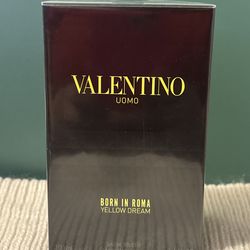 VALENTINO
UOMO
BORN IN ROMA
YELLOW DREAM